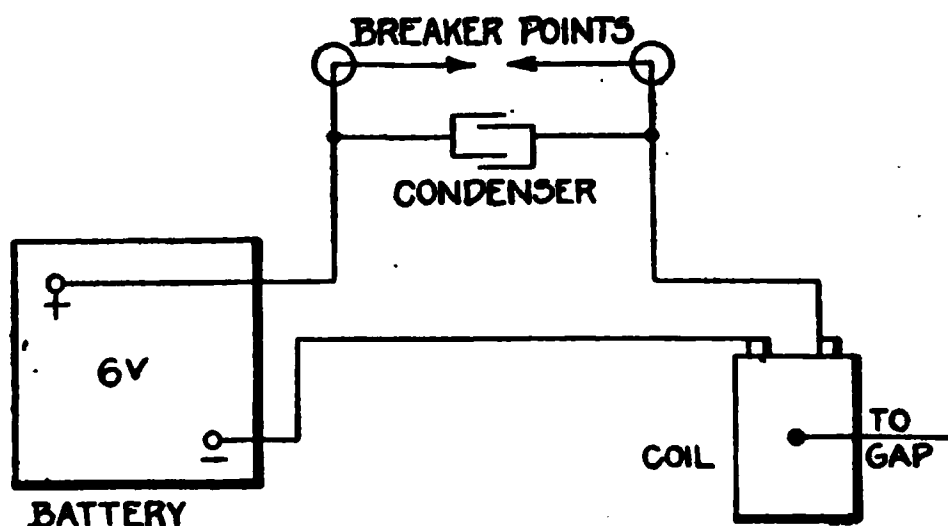 BREAKER POINTS
CONDENSER
+
6V
−
BATTERY
COIL
TO
GAP